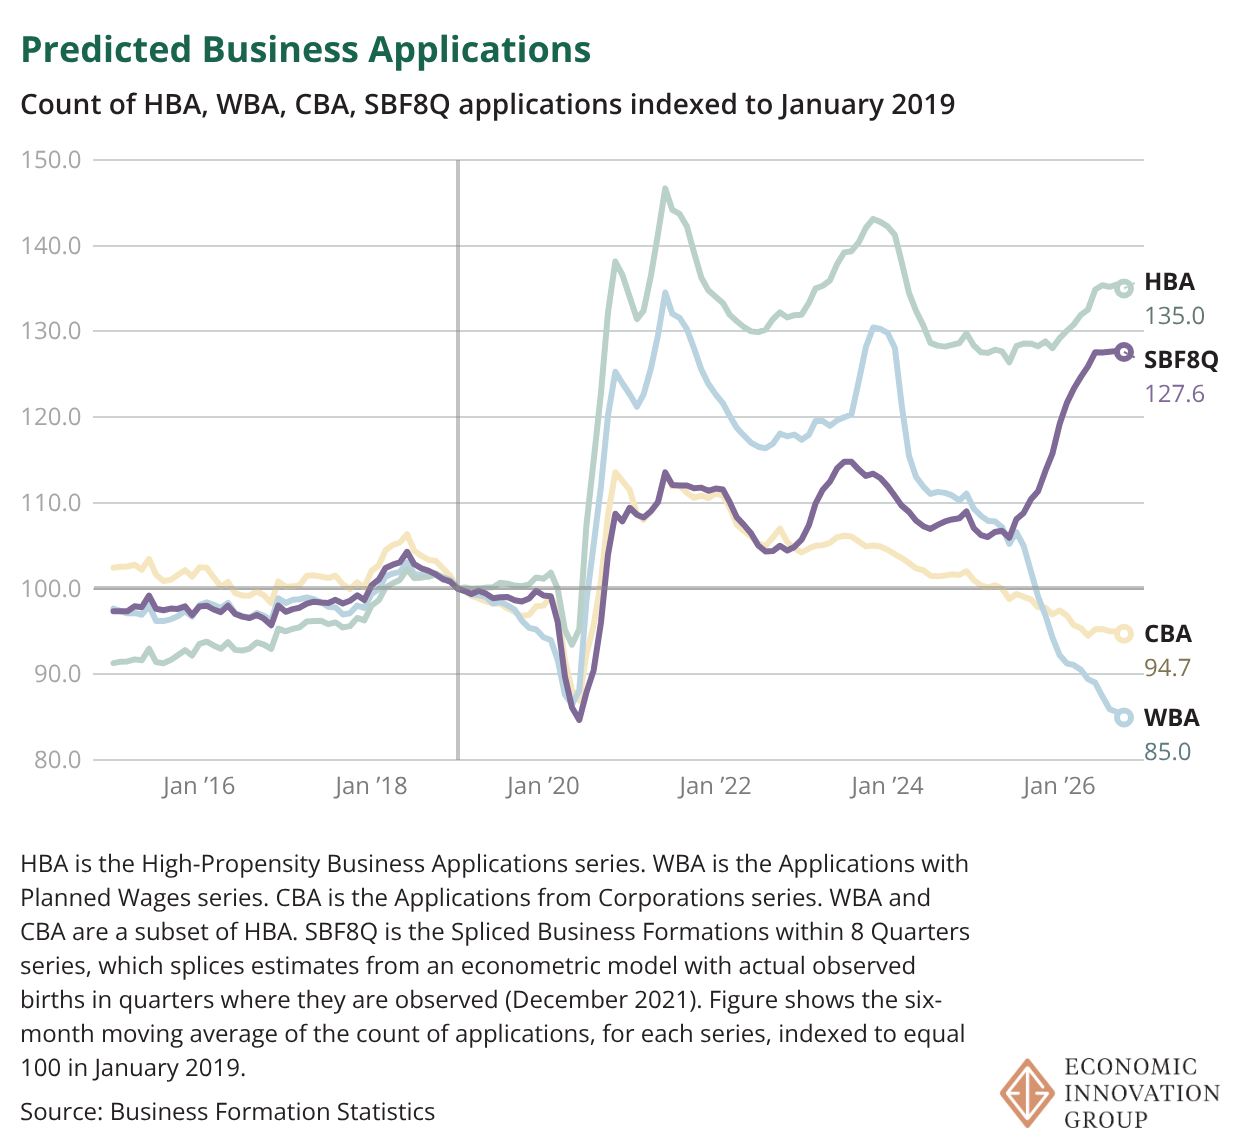 Predicted Business Applications
Count of HBA, WBA, CBA, SBF8Q applications indexed to January 2019
150.0
140.0
130.0
120.0
110.0
100.0
90.0
80.0
HBA
135.0
SBF8Q
127.6
CBA
94.7
WBA
85.0
Jan ’16
Jan ’18
Jan ’20
Jan ’22
Jan ’24
Jan ’26
HBA is the High-Propensity Business Applications series. WBA is the Applications with
Planned Wages series. CBA is the Applications from Corporations series. WBA and
CBA are a subset of HBA. SBF8Q is the Spliced Business Formations within 8 Quarters
series, which splices estimates from an econometric model with actual observed
births in quarters where they are observed (December 2021). Figure shows the six-
month moving average of the count of applications, for each series, indexed to equal
100 in January 2019.
Source: Business Formation Statistics
ECONOMIC
INNOVATION
GROUP